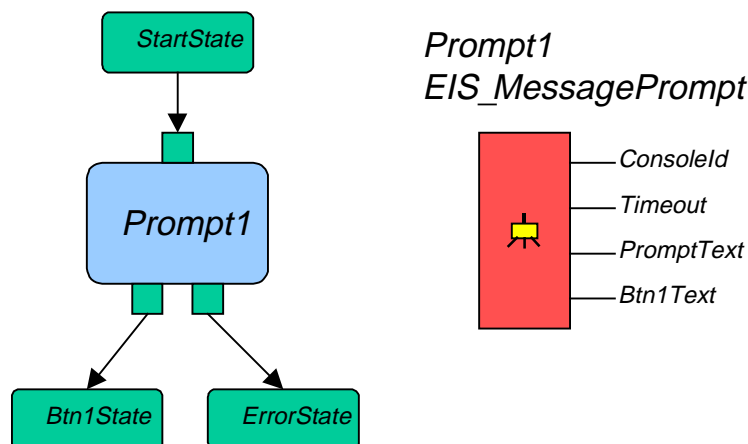 StartState
Prompt1
Btn1State
ErrorState
Prompt1
EIS_MessagePrompt
ConsoleId
Timeout
PromptText
Btn1Text